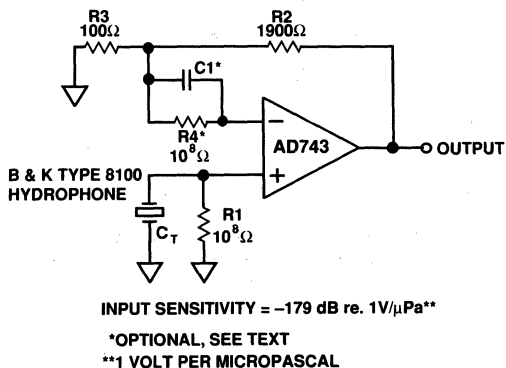 R3
100Ω
R2
1900Ω
C1*
R4*
10⁸Ω
−
AD743
+
OUTPUT
B & K TYPE 8100
HYDROPHONE
R1
10⁸Ω
C_T
INPUT SENSITIVITY = –179 dB re. 1V/μPa**
*OPTIONAL, SEE TEXT
**1 VOLT PER MICROPASCAL